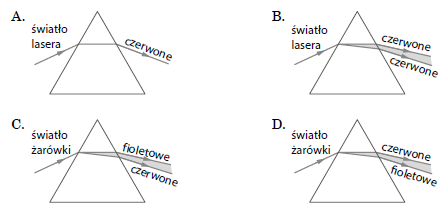 A.
światło
lasera
czerwone
B.
światło
lasera
czerwone
czerwone
C.
światło
żarówki
fioletowe
czerwone
D.
światło
żarówki
czerwone
fioletowe